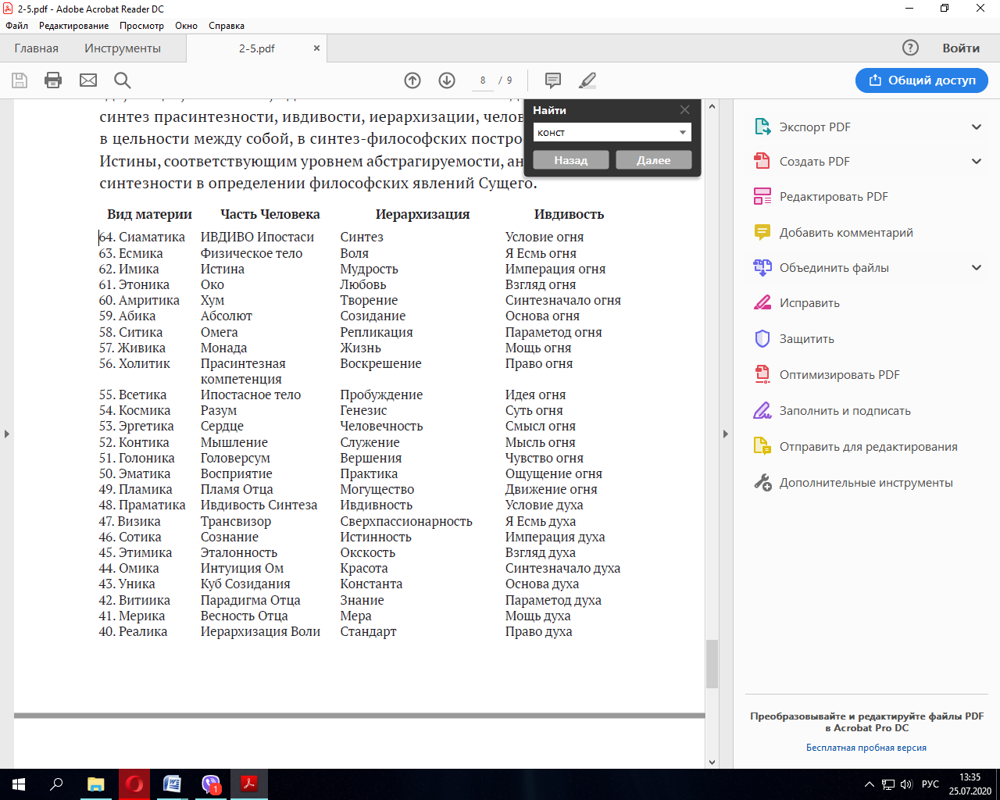 2-5.pdf - Adobe Acrobat Reader DC
Файл Редактирование Просмотр Окно Справка
Главная Инструменты 2-5.pdf Войти
8 / 9 Общий доступ
Найти
конст
Назад Далее
синтез прасинтезности, ивдивости, иерархизации,
в цельности между собой, в синтез-философских
Истины, соответствующим уровнем абстрагируемости,
синтезности в определении философских явлений Сущего.
Вид материи Часть Человека Иерархизация Ивдивость
64. Сиаматика ИВДИВО Ипостаси Синтез Условие огня
63. Есмика Физическое тело Воля Я Есмь огня
62. Имика Истина Мудрость Империя огня
61. Этоника Око Любовь Взгляд огня
60. Амритика Хум Творение Синтезначало огня
59. Абика Абсолют Созидание Основа огня
58. Ситика Омега Репликация Параметод огня
57. Живика Монада Жизнь Мощь огня
56. Холитик Прасинтезная Воскрешение Право огня
компетенция
55. Всетика Ипостасное тело Пробуждение Идея огня
54. Космика Разум Генезис Суть огня
53. Эргетика Сердце Человечность Смысл огня
52. Контика Мышление Служение Мысль огня
51. Голоника Головерсум Вершения Чувство огня
50. Эматика Восприятие Практика Ощущение огня
49. Пламика Пламя Отца Могущество Движение огня
48. Праматика Ивдивость Синтеза Ивдивность Условие духа
47. Визика Трансвизор Сверхпассионарность Я Есмь духа
46. Сотика Сознание Истинность Империя духа
45. Этимика Эталонность Окскость Взгляд духа
44. Омика Интуиция Ом Красота Синтезначало духа
43. Уника Куб Созидания Константа Основа духа
42. Витиика Парадигма Отца Знание Параметод духа
41. Мерика Весность Отца Мера Мощь духа
40. Реалика Иерархизация Воли Стандарт Право духа
Экспорт PDF
Создать PDF
Редактировать PDF
Добавить комментарий
Объединить файлы
Исправить
Защитить
Оптимизировать PDF
Заполнить и подписать
Отправить для редактирования
Дополнительные инструменты
Преобразовывайте и редактируйте файлы PDF
в Acrobat Pro DC
Бесплатная пробная версия
1
РУС
13:35
25.07.2020